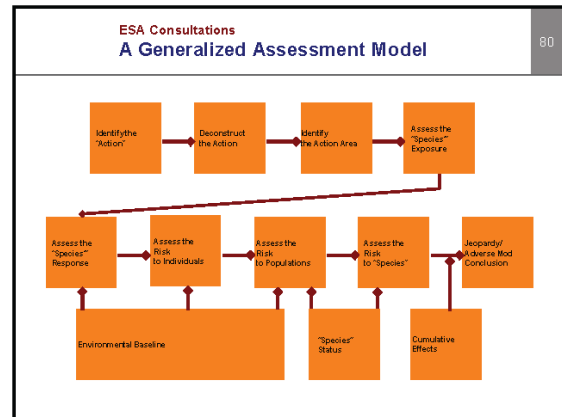 ESA Consultations
A Generalized Assessment Model
80
Identify the
"Action"
Deconstruct
the Action
Identify
the Action Area
Assess the
"Species"
Exposure
Assess the
"Species"
Response
Assess the
Risk
to Individuals
Assess the
Risk
to Populations
Assess the
Risk
to "Species"
Jeopardy/
Adverse Mod
Conclusion
Environmental Baseline
"Species"
Status
Cumulative
Effects